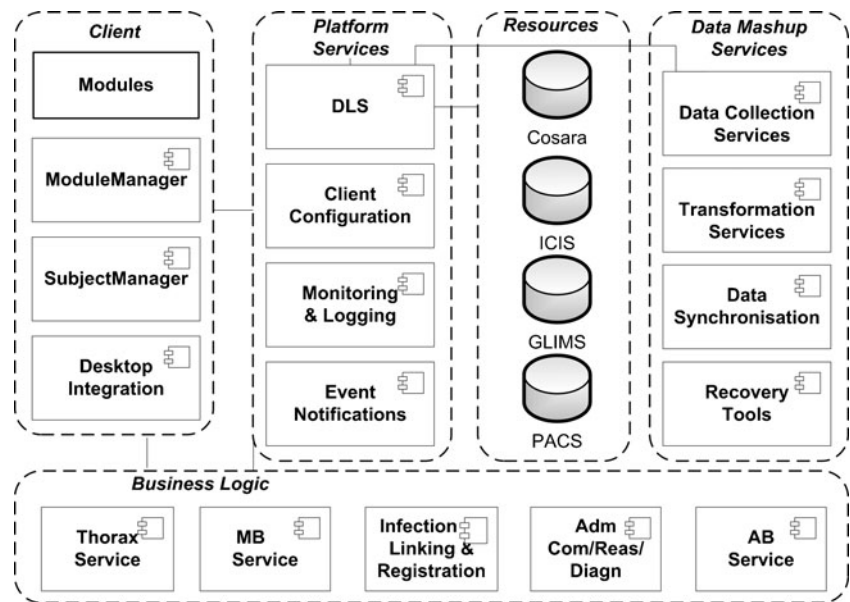 Client
Modules
ModuleManager
SubjectManager
Desktop
Integration
Platform
Services
DLS
Client
Configuration
Monitoring
& Logging
Event
Notifications
Resources
Cosara
ICIS
GLIMS
PACS
Data Mashup
Services
Data Collection
Services
Transformation
Services
Data
Synchronisation
Recovery
Tools
Business Logic
Thorax
Service
MB
Service
Infection
Linking &
Registration
Adm
Com/Reas/
Diagn
AB
Service